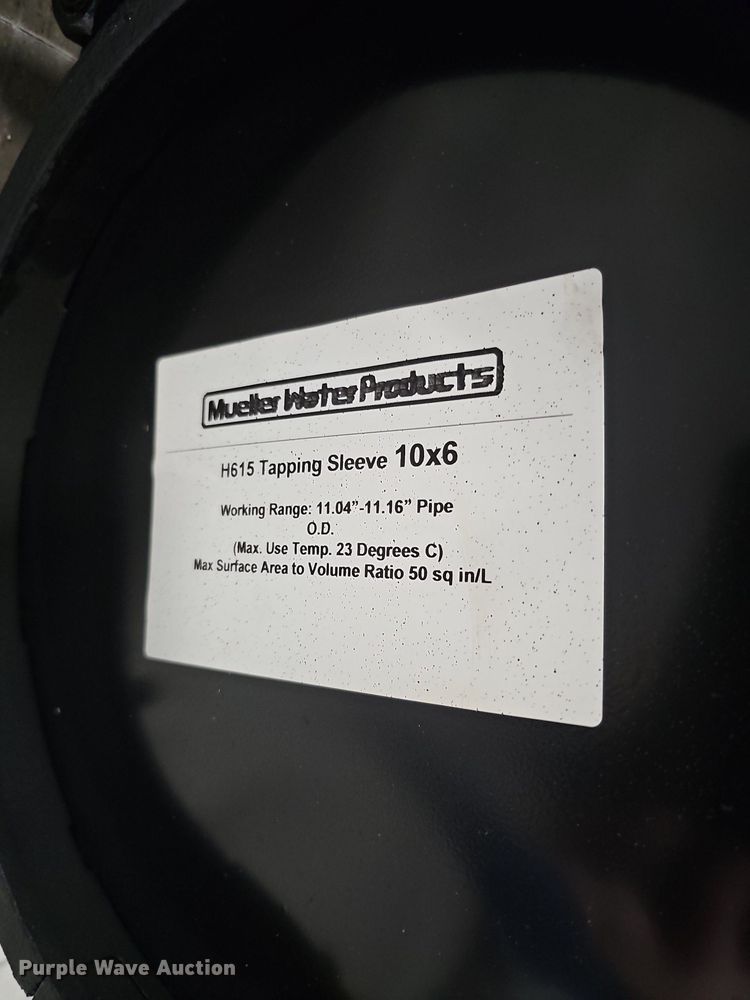 Mueller Water Products
H615 Tapping Sleeve 10x6
Working Range: 11.04”-11.16” Pipe
O.D.
(Max. Use Temp. 23 Degrees C)
Max Surface Area to Volume Ratio 50 sq in/L
Purple Wave Auction